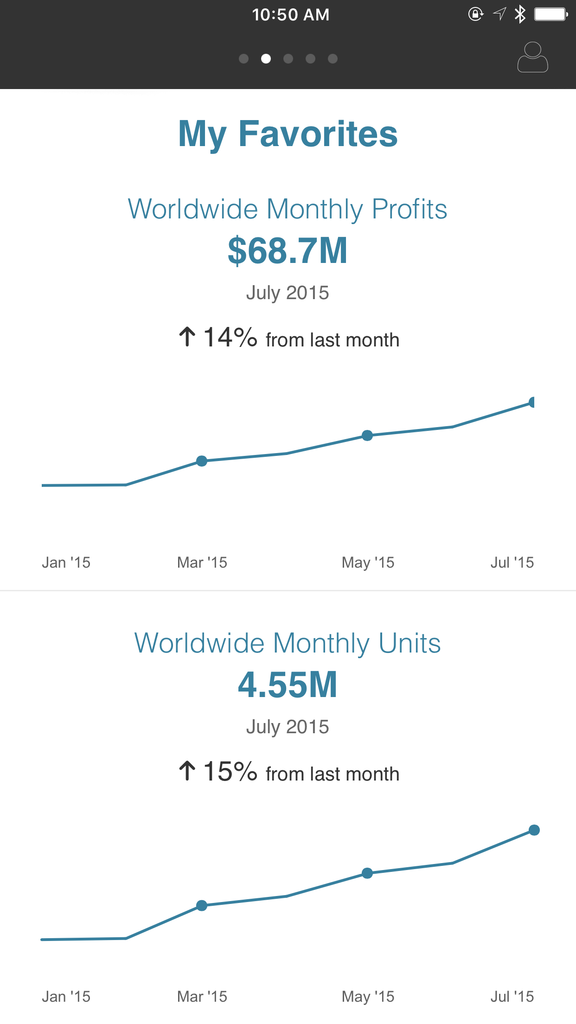 10:50 AM
My Favorites
Worldwide Monthly Profits
$68.7M
July 2015
↑ 14% from last month
Jan '15 Mar '15 May '15 Jul '15
Worldwide Monthly Units
4.55M
July 2015
↑ 15% from last month
Jan '15 Mar '15 May '15 Jul '15